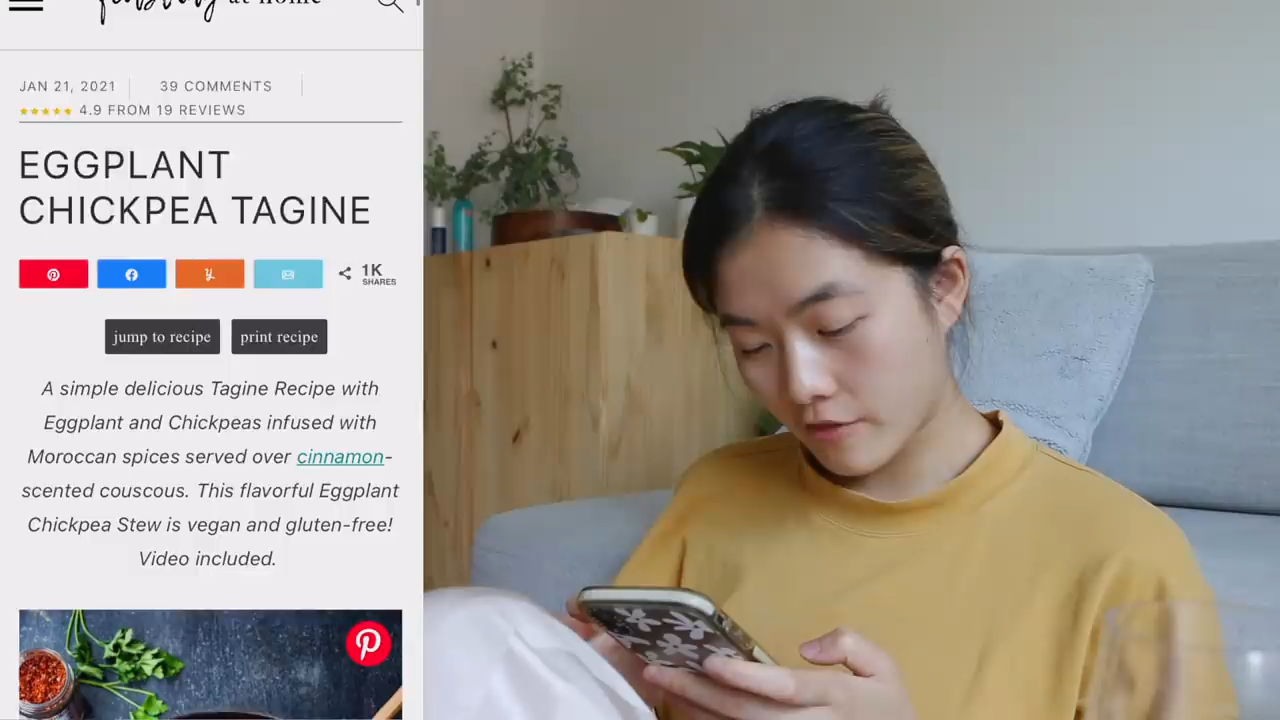 at home
JAN 21, 2021
39 COMMENTS
4.9 FROM 19 REVIEWS
EGGPLANT
CHICKPEA TAGINE
1K
SHARES
jump to recipe
print recipe
A simple delicious Tagine Recipe with
Eggplant and Chickpeas infused with
Moroccan spices served over cinnamon-
scented couscous. This flavorful Eggplant
Chickpea Stew is vegan and gluten-free!
Video included.